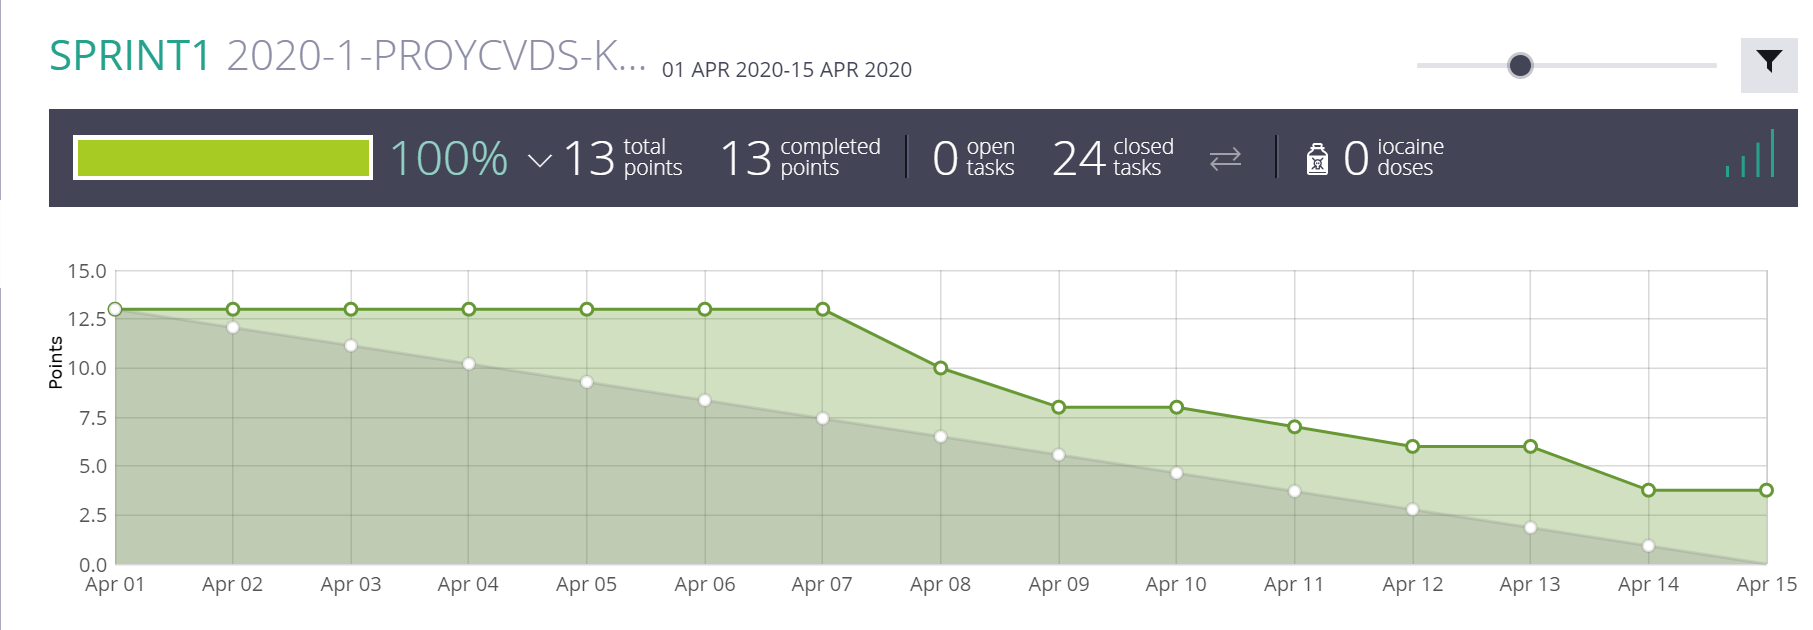 SPRINT1 2020-1-PROYCVDS-K... 01 APR 2020-15 APR 2020
100% 13 total points 13 completed points 0 open tasks 24 closed tasks 0 iocaine doses
Points
15.0
12.5
10.0
7.5
5.0
2.5
0.0
Apr 01 Apr 02 Apr 03 Apr 04 Apr 05 Apr 06 Apr 07 Apr 08 Apr 09 Apr 10 Apr 11 Apr 12 Apr 13 Apr 14 Apr 15